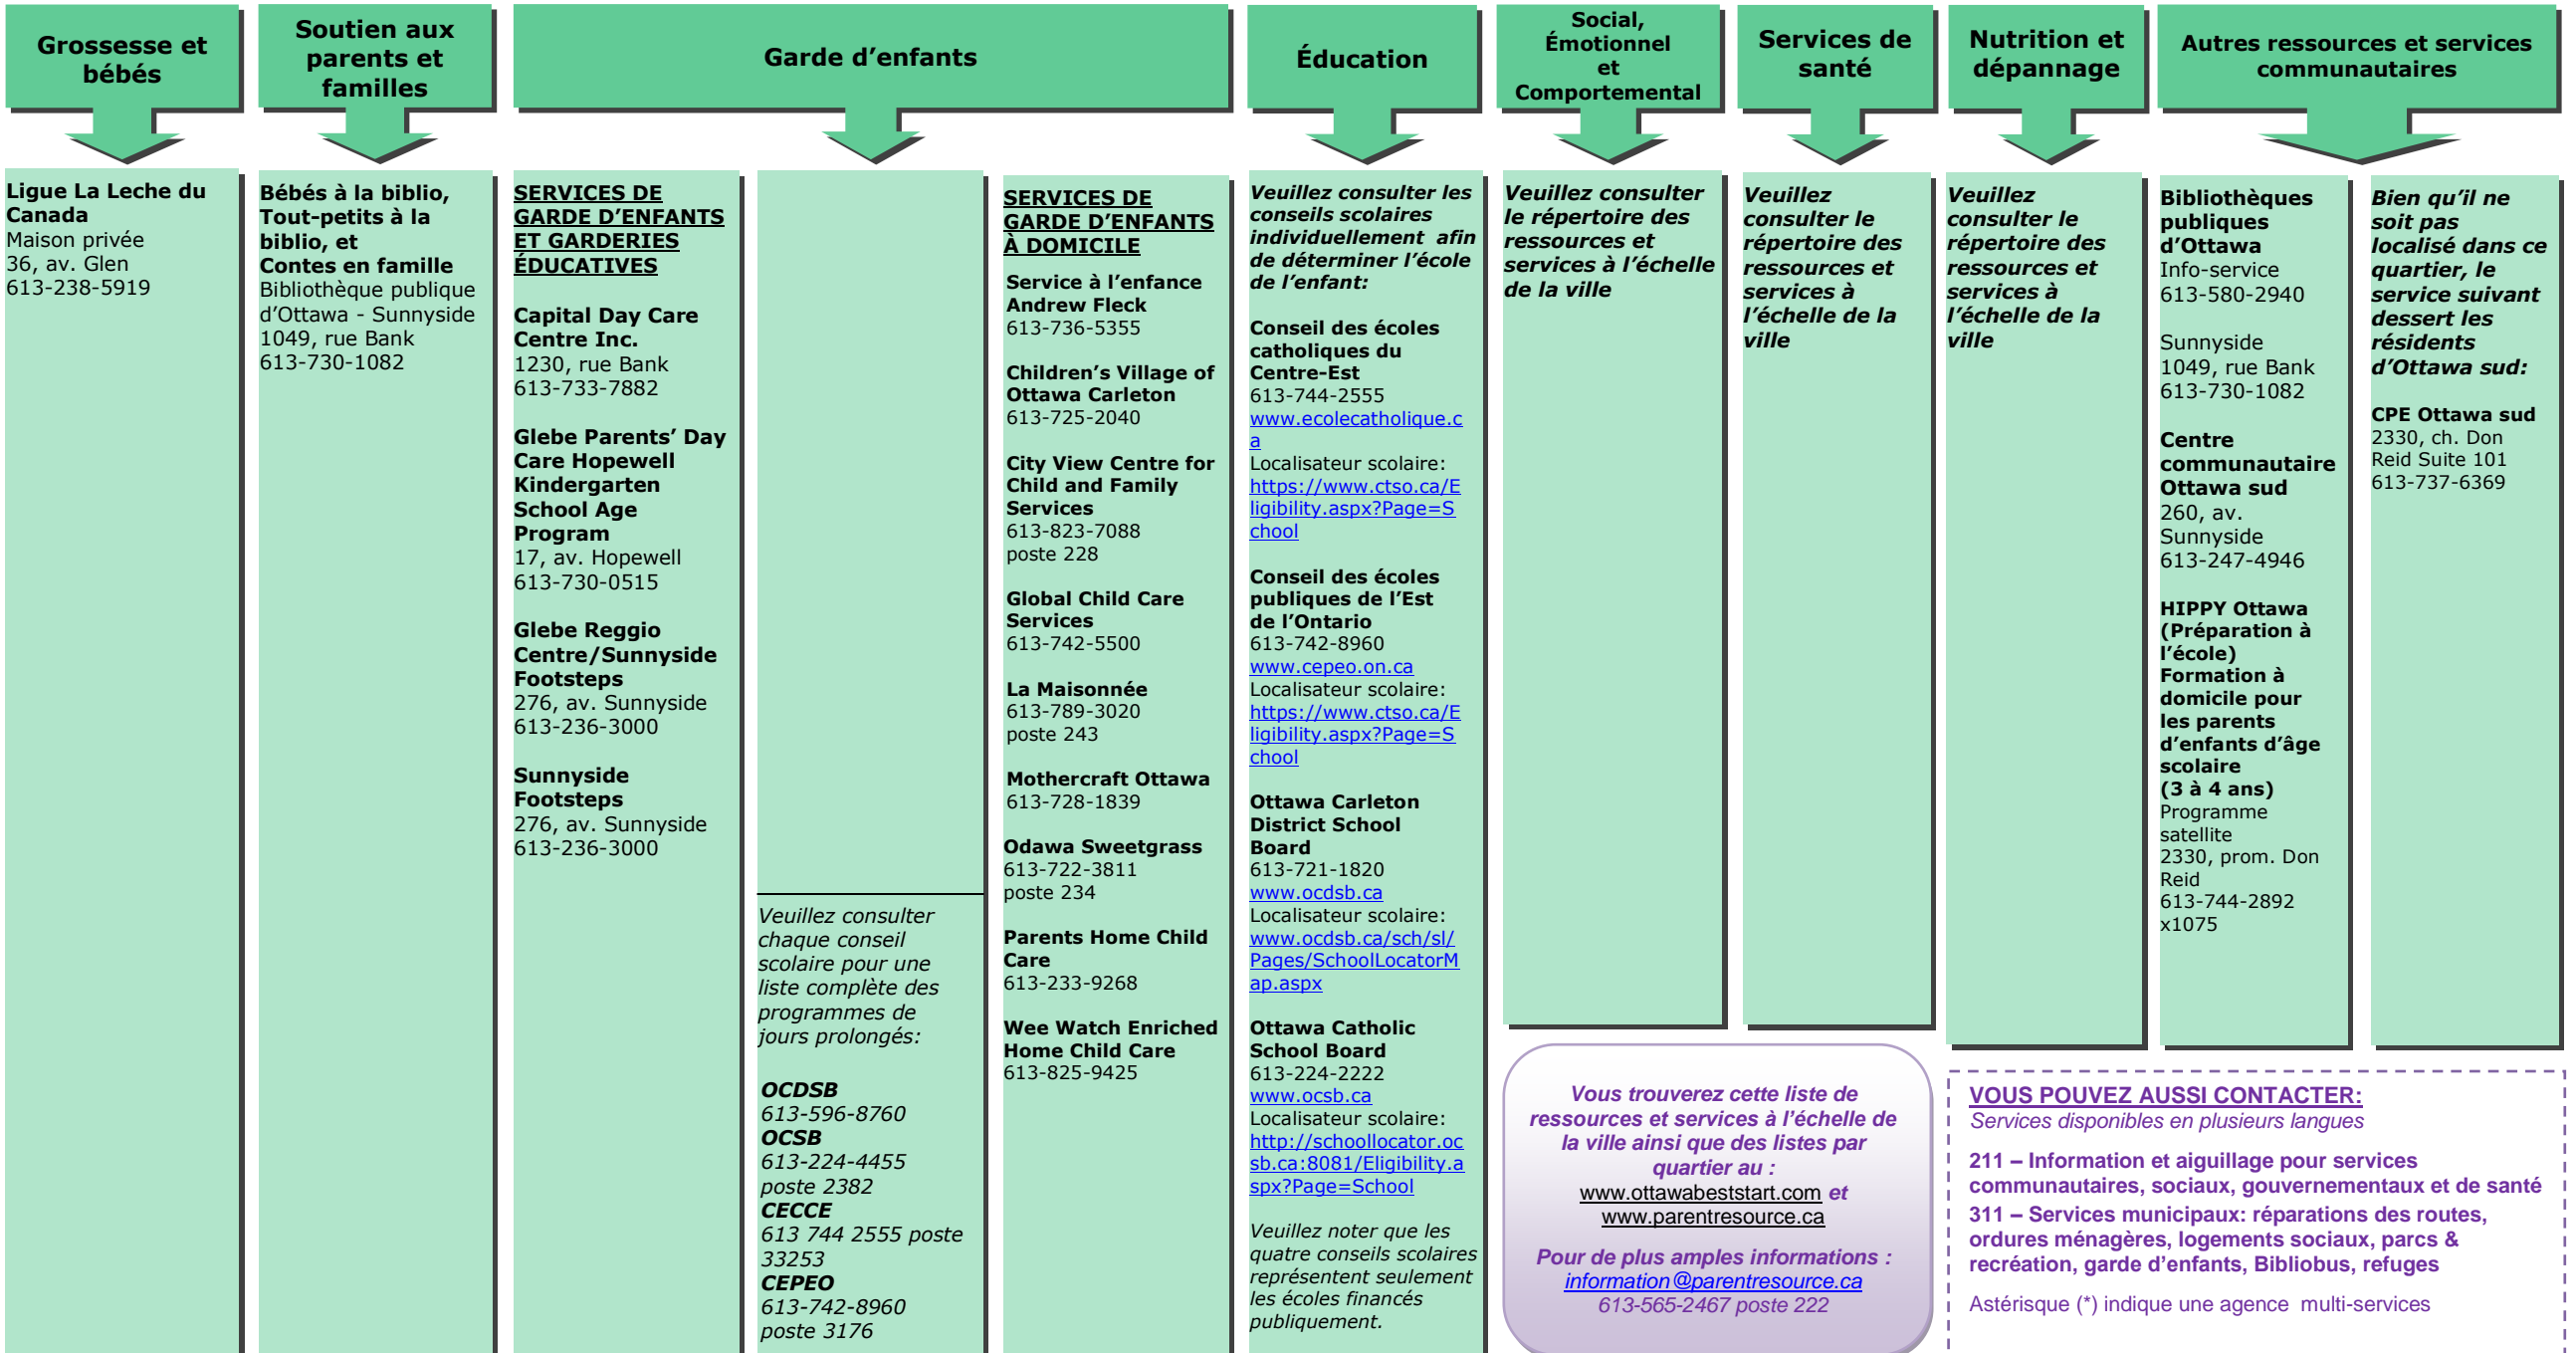 Grossesse et
bébés
Soutien aux
parents et
familles
Garde d’enfants
Éducation
Social,
Émotionnel
et
Comportemental
Services de
santé
Nutrition et
dépannage
Autres ressources et services
communautaires
Ligue La Leche du
Canada
Maison privée
36, av. Glen
613-238-5919
Bébés à la biblio,
Tout-petits à la
biblio, et
Contes en famille
Bibliothèque publique
d’Ottawa - Sunnyside
1049, rue Bank
613-730-1082
SERVICES DE
GARDE D’ENFANTS
ET GARDERIES
ÉDUCATIVES
Capital Day Care
Centre Inc.
1230, rue Bank
613-733-7882
Glebe Parents’ Day
Care Hopewell
Kindergarten
School Age
Program
17, av. Hopewell
613-730-0515
Glebe Reggio
Centre/Sunnyside
Footsteps
276, av. Sunnyside
613-236-3000
Sunnyside
Footsteps
276, av. Sunnyside
613-236-3000
Veuillez consulter
chaque conseil
scolaire pour une
liste complète des
programmes de
jours prolongés:
OCDSB
613-596-8760
OCSB
613-224-4455
poste 2382
CECCE
613 744 2555 poste
33253
CEPEO
613-742-8960
poste 3176
SERVICES DE
GARDE D’ENFANTS
À DOMICILE
Service à l’enfance
Andrew Fleck
613-736-5355
Children’s Village of
Ottawa Carleton
613-725-2040
City View Centre for
Child and Family
Services
613-823-7088
poste 228
Global Child Care
Services
613-742-5500
La Maisonnée
613-789-3020
poste 243
Mothercraft Ottawa
613-728-1839
Odawa Sweetgrass
613-722-3811
poste 234
Parents Home Child
Care
613-233-9268
Wee Watch Enriched
Home Child Care
613-825-9425
Veuillez consulter les
conseils scolaires
individuellement afin
de déterminer l’école
de l’enfant:
Conseil des écoles
catholiques du
Centre-Est
613-744-2555
www.ecolecatholique.c
a
Localisateur scolaire:
https://www.ctso.ca/E
ligibility.aspx?Page=S
chool
Conseil des écoles
publiques de l’Est
de l’Ontario
613-742-8960
www.cepeo.on.ca
Localisateur scolaire:
https://www.ctso.ca/E
ligibility.aspx?Page=S
chool
Ottawa Carleton
District School
Board
613-721-1820
www.ocdsb.ca
Localisateur scolaire:
www.ocdsb.ca/sch/sl/
Pages/SchoolLocatorM
ap.aspx
Ottawa Catholic
School Board
613-224-2222
www.ocsb.ca
Localisateur scolaire:
http://schoollocator.oc
sb.ca:8081/Eligibility.a
spx?Page=School
Veuillez noter que les
quatre conseils scolaires
représentent seulement
les écoles financés
publiquement.
Veuillez consulter
le répertoire des
ressources et
services à l’échelle
de la ville
Veuillez
consulter le
répertoire des
ressources et
services à
l’échelle de la
ville
Veuillez
consulter le
répertoire des
ressources et
services à
l’échelle de la
ville
Bibliothèques
publiques
d’Ottawa
Info-service
613-580-2940
Sunnyside
1049, rue Bank
613-730-1082
Centre
communautaire
Ottawa sud
260, av.
Sunnyside
613-247-4946
HIPPY Ottawa
(Préparation à
l’école)
Formation à
domicile pour
les parents
d’enfants d’âge
scolaire
(3 à 4 ans)
Programme
satellite
2330, prom. Don
Reid
613-744-2892
x1075
Bien qu’il ne
soit pas
localisé dans ce
quartier, le
service suivant
dessert les
résidents
d’Ottawa sud:
CPE Ottawa sud
2330, ch. Don
Reid Suite 101
613-737-6369
Vous trouverez cette liste de
ressources et services à l’échelle de
la ville ainsi que des listes par
quartier au :
www.ottawabeststart.com et
www.parentresource.ca
Pour de plus amples informations :
information@parentresource.ca
613-565-2467 poste 222
VOUS POUVEZ AUSSI CONTACTER:
Services disponibles en plusieurs langues
211 – Information et aiguillage pour services
communautaires, sociaux, gouvernementaux et de santé
311 – Services municipaux: réparations des routes,
ordures ménagères, logements sociaux, parcs &
recréation, garde d’enfants, Bibliobus, refuges
Astérisque (*) indique une agence multi-services